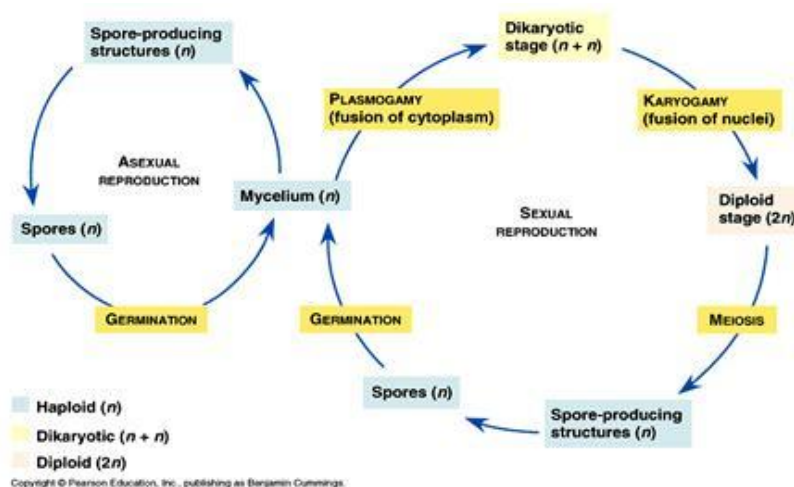 Spore-producing
structures (n)
Dikaryotic
stage (n + n)
PLASMOGAMY
(fusion of cytoplasm)
KARYOGAMY
(fusion of nuclei)
ASEXUAL
REPRODUCTION
Mycelium (n)
Spores (n)
SEXUAL
REPRODUCTION
Diploid
stage (2n)
GERMINATION
GERMINATION
MEIOSIS
Spores (n)
Spore-producing
structures (n)
Haploid (n)
Dikaryotic (n + n)
Diploid (2n)
Copyright © Pearson Education, Inc., publishing as Benjamin Cummings.